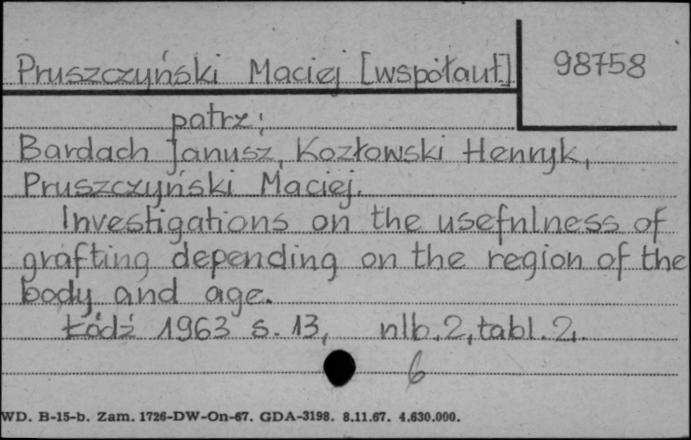 Pruszczyński Maciej [współaut] 98758
patrz:
Bardach Janusz, Kozłowski Henryk,
Pruszczyński Maciej.
Investigations on the usefulness of
grafting depending on the region of the
body and age.
Łódź 1963 s. 13, nlb. 2, tabl. 2.
6
WD. B-15-b. Zam. 1726-DW-On-67. GDA-3198. 8.11.67. 4.630.000.